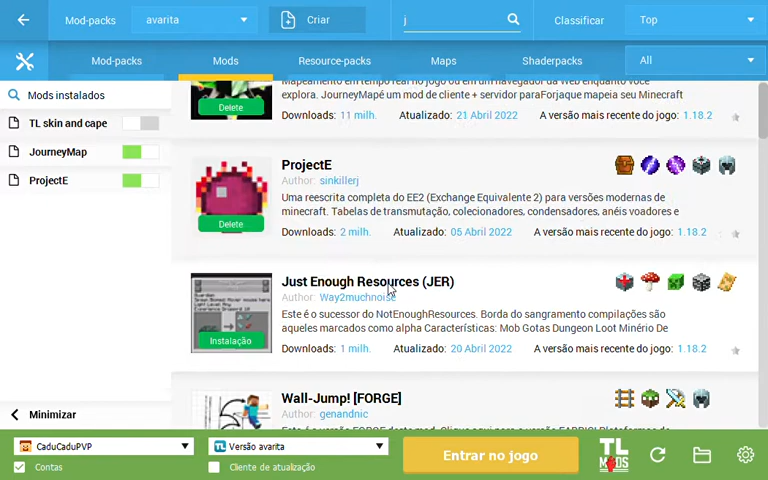 Mod-packs avarita Criar j Classificar Top
Mod-packs Mods Resource-packs Maps Shaderpacks All
Mods instalados
TL skin and cape
JourneyMap
ProjectE
Minimizar
Mapeamento em tempo real no jogo ou em um navegador da Web enquanto você
explora. JourneyMapé um mod de cliente + servidor paraForjaque mapeia seu Minecraft
Delete
Downloads: 11 milh. Atualizado: 21 Abril 2022 A versão mais recente do jogo: 1.18.2
ProjectE
Author: sinkillerj
Uma reescrita completa do EE2 (Exchange Equivalente 2) para versões modernas de
minecraft. Tabelas de transmutação, colecionadores, condensadores, anéis voadores e
Delete
Downloads: 2 milh. Atualizado: 05 Abril 2022 A versão mais recente do jogo: 1.18.2
Just Enough Resources (JER)
Author: Way2muchnoise
Este é o sucessor do NotEnoughResources. Borda do sangramento compilações são
aqueles marcados como alpha Características: Mob Gotas Dungeon Loot Minério De
Instalação
Downloads: 1 milh. Atualizado: 20 Abril 2022 A versão mais recente do jogo: 1.18.2
Wall-Jump! [FORGE]
Author: genandnic
CaduCaduPVP
Contas
Versão avarita
Cliente de atualização
Entrar no jogo
TL
MODS